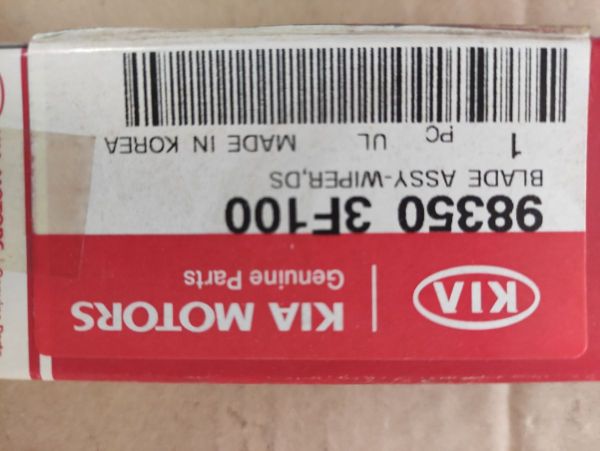 KIA | KIA MOTORS
Genuine Parts
98350 3F100
BLADE ASSY-WIPER,DS
1 PC UL MADE IN KOREA